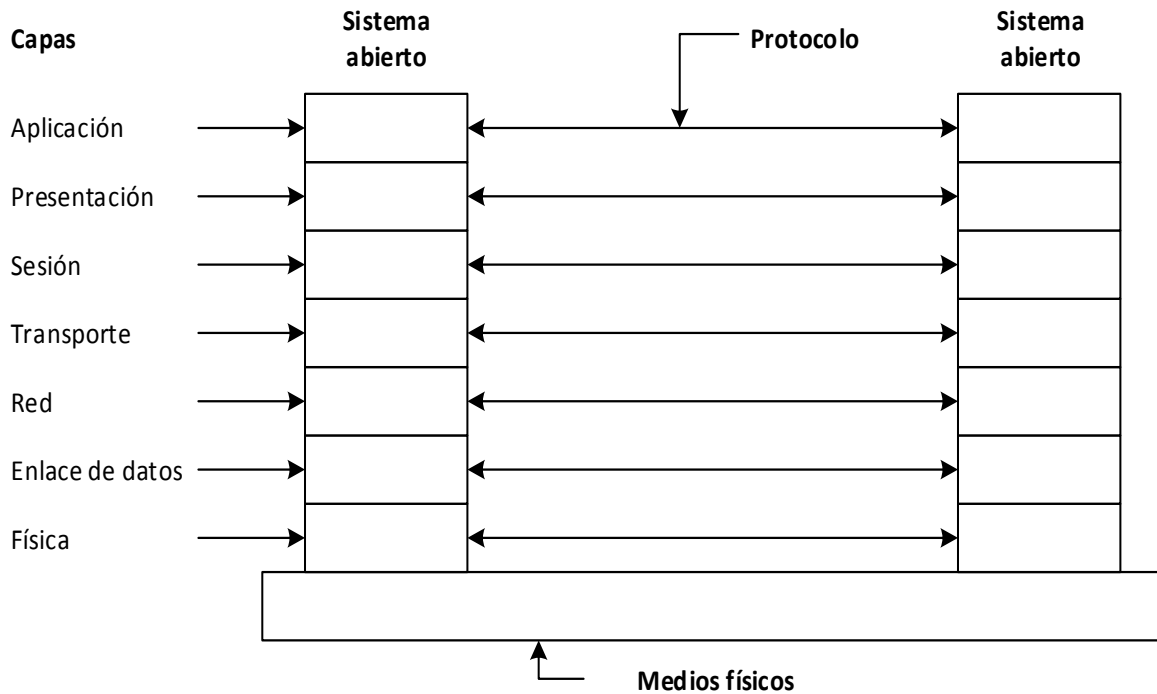 Capas
Sistema
abierto
Protocolo
Sistema
abierto
Aplicación
Presentación
Sesión
Transporte
Red
Enlace de datos
Física
Medios físicos